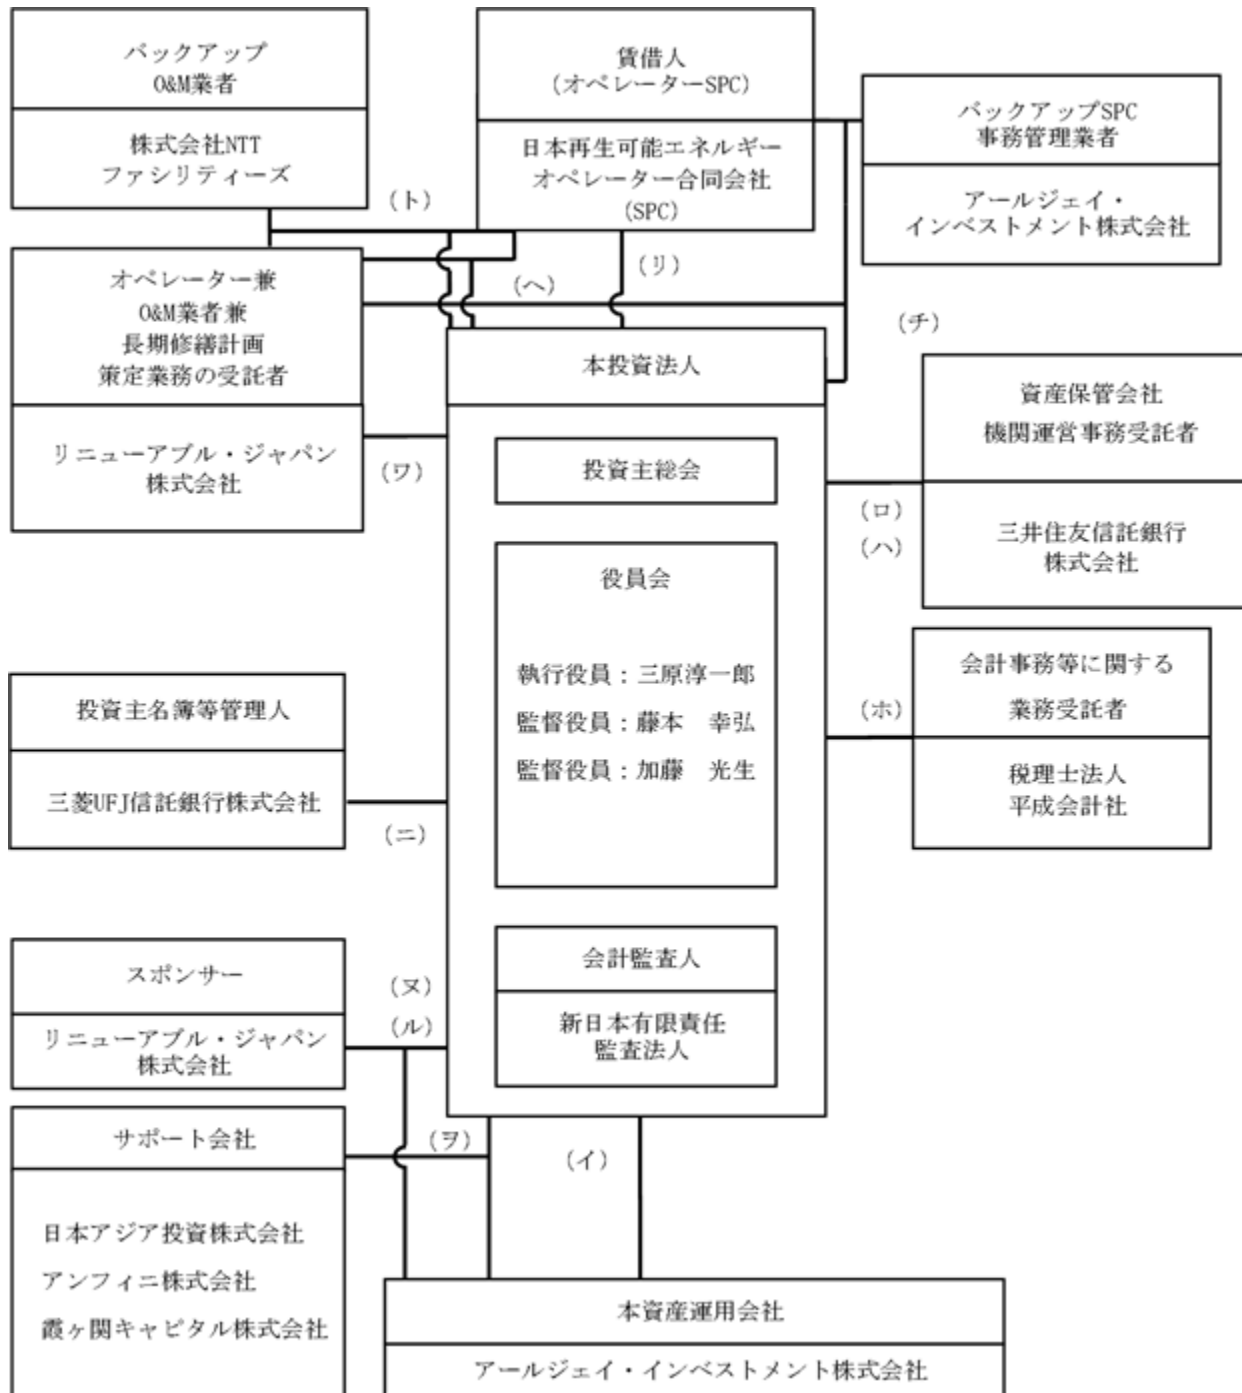 バックアップ
O&M業者
株式会社NTT
ファシリティーズ
賃借人
(オペレーターSPC)
日本再生可能エネルギー
オペレーター合同会社
(SPC)
バックアップSPC
事務管理業者
アールジェイ・
インベストメント株式会社
(ト)
(ヘ)
(リ)
(チ)
オペレーター兼
O&M業者兼
長期修繕計画
策定業務の受託者
リニューアブル・ジャパン
株式会社
(ワ)
本投資法人
投資主総会
役員会
執行役員：三原淳一郎
監督役員：藤本　幸弘
監督役員：加藤　光生
会計監査人
新日本有限責任
監査法人
資産保管会社
機関運営事務受託者
三井住友信託銀行
株式会社
(ロ)
(ハ)
会計事務等に関する
業務受託者
税理士法人
平成会計社
(ホ)
投資主名簿等管理人
三菱UFJ信託銀行株式会社
(ニ)
スポンサー
リニューアブル・ジャパン
株式会社
(ヌ)
(ル)
サポート会社
日本アジア投資株式会社
アンフィニ株式会社
霞ヶ関キャピタル株式会社
(ヲ)
(イ)
本資産運用会社
アールジェイ・インベストメント株式会社